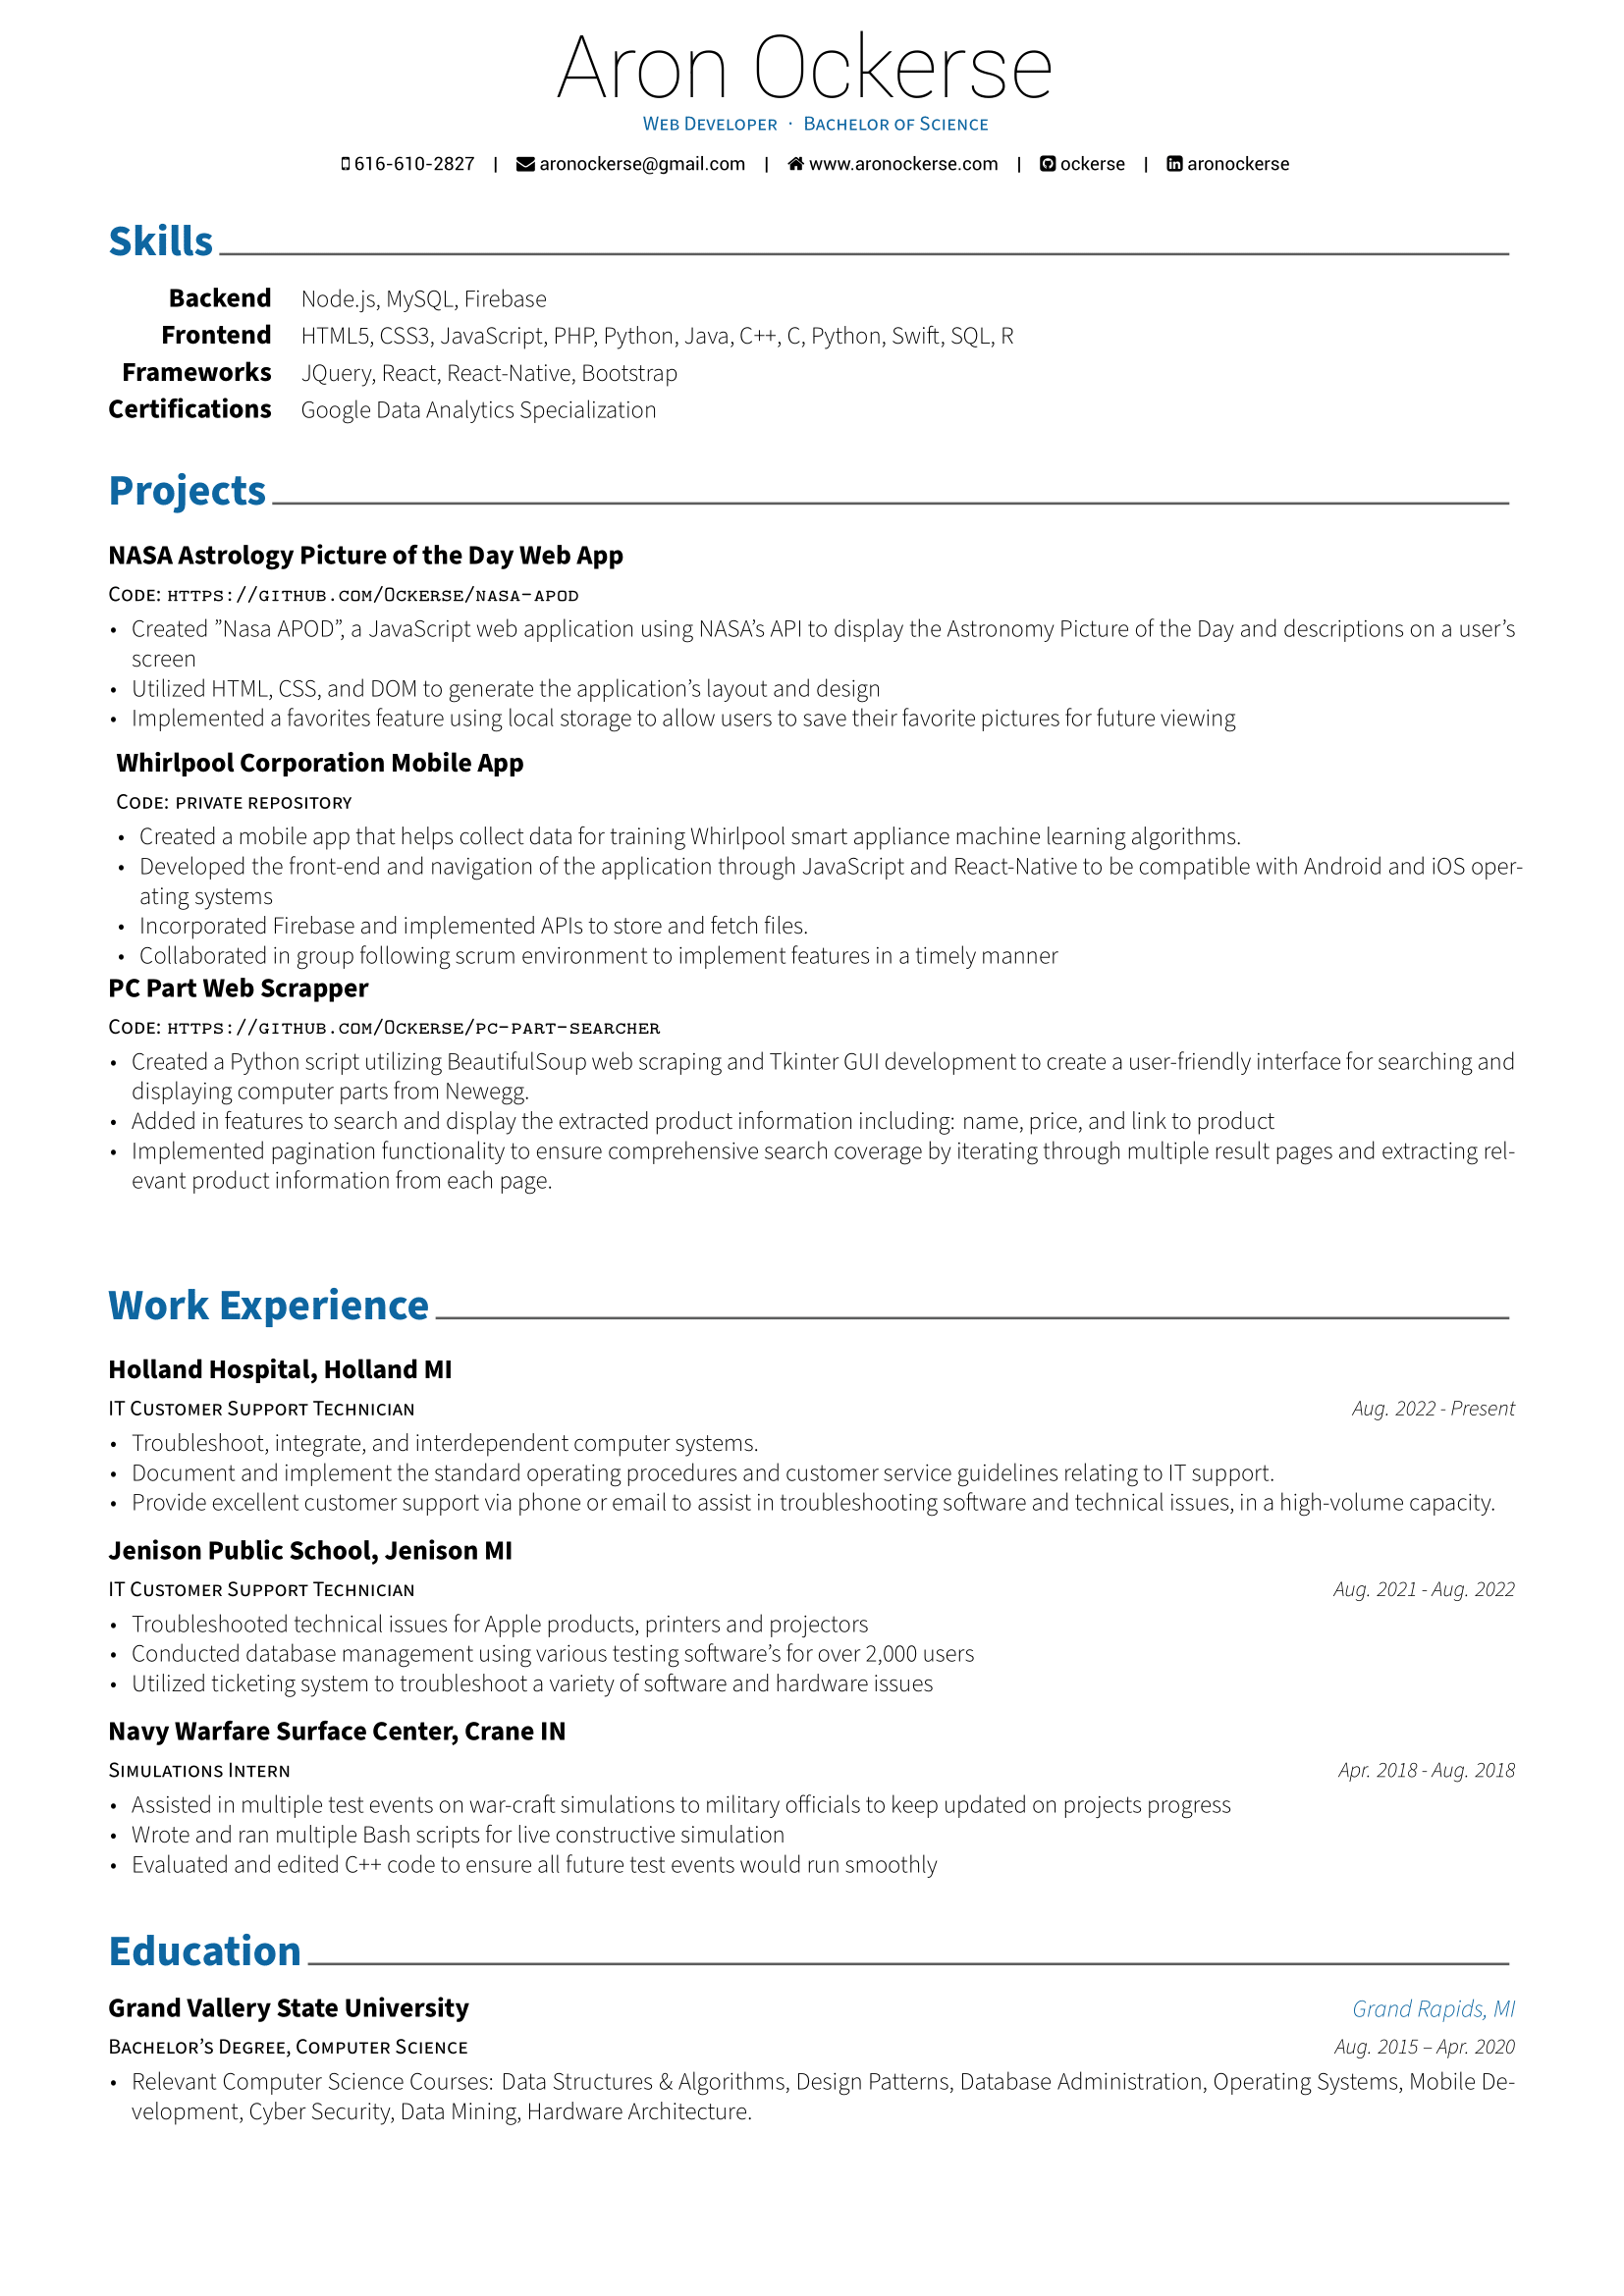 Aron Ockerse
Web Developer · Bachelor of Science
616-610-2827 | aronockerse@gmail.com | www.aronockerse.com | ockerse | aronockerse
Skills
Backend Node.js, MySQL, Firebase
Frontend HTML5, CSS3, JavaScript, PHP, Python, Java, C++, C, Python, Swift, SQL, R
Frameworks JQuery, React, React-Native, Bootstrap
Certifications Google Data Analytics Specialization
Projects
NASA Astrology Picture of the Day Web App
Code: https://github.com/Ockerse/nasa-apod
• Created ”Nasa APOD”, a JavaScript web application using NASA’s API to display the Astronomy Picture of the Day and descriptions on a user’s
screen
• Utilized HTML, CSS, and DOM to generate the application’s layout and design
• Implemented a favorites feature using local storage to allow users to save their favorite pictures for future viewing
Whirlpool Corporation Mobile App
Code: private repository
• Created a mobile app that helps collect data for training Whirlpool smart appliance machine learning algorithms.
• Developed the front-end and navigation of the application through JavaScript and React-Native to be compatible with Android and iOS oper-
ating systems
• Incorporated Firebase and implemented APIs to store and fetch files.
• Collaborated in group following scrum environment to implement features in a timely manner
PC Part Web Scrapper
Code: https://github.com/Ockerse/pc-part-searcher
• Created a Python script utilizing BeautifulSoup web scraping and Tkinter GUI development to create a user-friendly interface for searching and
displaying computer parts from Newegg.
• Added in features to search and display the extracted product information including: name, price, and link to product
• Implemented pagination functionality to ensure comprehensive search coverage by iterating through multiple result pages and extracting rel-
evant product information from each page.
Work Experience
Holland Hospital, Holland MI
IT Customer Support Technician Aug. 2022 - Present
• Troubleshoot, integrate, and interdependent computer systems.
• Document and implement the standard operating procedures and customer service guidelines relating to IT support.
• Provide excellent customer support via phone or email to assist in troubleshooting software and technical issues, in a high-volume capacity.
Jenison Public School, Jenison MI
IT Customer Support Technician Aug. 2021 - Aug. 2022
• Troubleshooted technical issues for Apple products, printers and projectors
• Conducted database management using various testing software’s for over 2,000 users
• Utilized ticketing system to troubleshoot a variety of software and hardware issues
Navy Warfare Surface Center, Crane IN
Simulations Intern Apr. 2018 - Aug. 2018
• Assisted in multiple test events on war-craft simulations to military officials to keep updated on projects progress
• Wrote and ran multiple Bash scripts for live constructive simulation
• Evaluated and edited C++ code to ensure all future test events would run smoothly
Education
Grand Vallery State University Grand Rapids, MI
Bachelor’s Degree, Computer Science Aug. 2015 – Apr. 2020
• Relevant Computer Science Courses: Data Structures & Algorithms, Design Patterns, Database Administration, Operating Systems, Mobile De-
velopment, Cyber Security, Data Mining, Hardware Architecture.